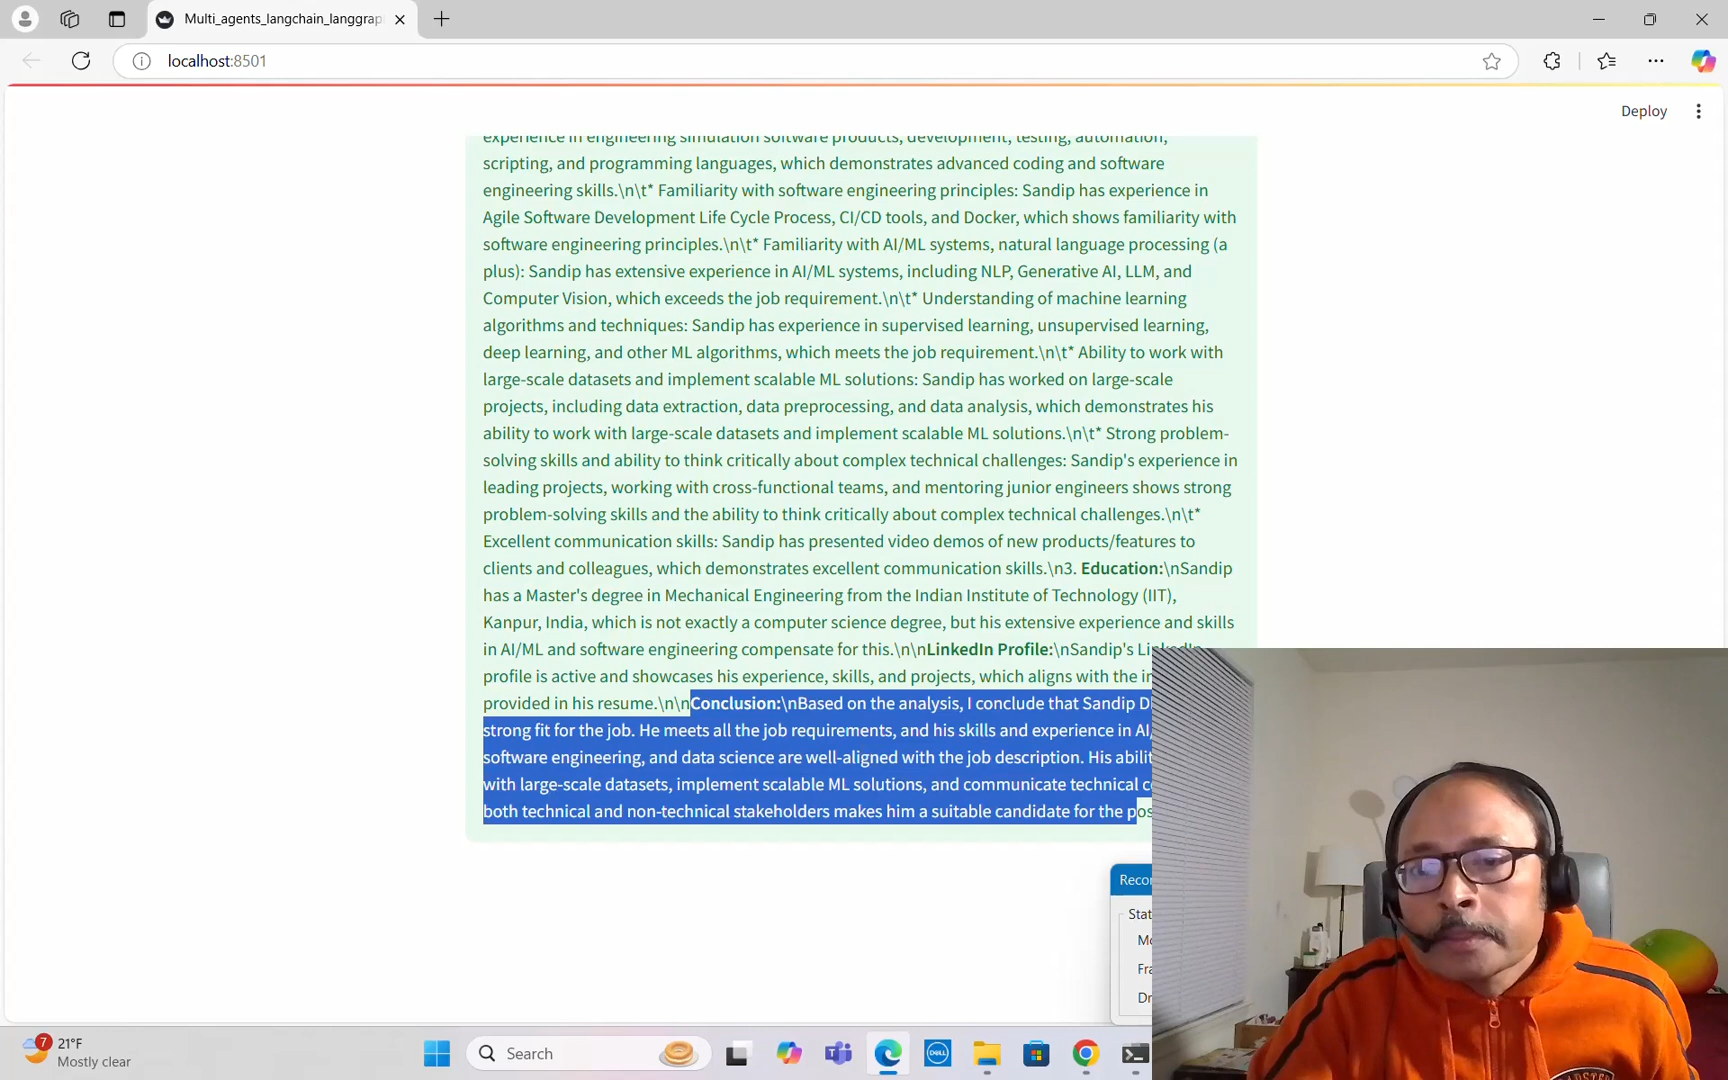 Multi_agents_langchain_langgrap
localhost:8501
Deploy
experience in engineering simulation software products, development, testing, automation,
scripting, and programming languages, which demonstrates advanced coding and software
engineering skills.\n\t* Familiarity with software engineering principles: Sandip has experience in
Agile Software Development Life Cycle Process, CI/CD tools, and Docker, which shows familiarity with
software engineering principles.\n\t* Familiarity with AI/ML systems, natural language processing (a
plus): Sandip has extensive experience in AI/ML systems, including NLP, Generative AI, LLM, and
Computer Vision, which exceeds the job requirement.\n\t* Understanding of machine learning
algorithms and techniques: Sandip has experience in supervised learning, unsupervised learning,
deep learning, and other ML algorithms, which meets the job requirement.\n\t* Ability to work with
large-scale datasets and implement scalable ML solutions: Sandip has worked on large-scale
projects, including data extraction, data preprocessing, and data analysis, which demonstrates his
ability to work with large-scale datasets and implement scalable ML solutions.\n\t* Strong problem-
solving skills and ability to think critically about complex technical challenges: Sandip's experience in
leading projects, working with cross-functional teams, and mentoring junior engineers shows strong
problem-solving skills and the ability to think critically about complex technical challenges.\n\t*
Excellent communication skills: Sandip has presented video demos of new products/features to
clients and colleagues, which demonstrates excellent communication skills.\n3. Education:\nSandip
has a Master's degree in Mechanical Engineering from the Indian Institute of Technology (IIT),
Kanpur, India, which is not exactly a computer science degree, but his extensive experience and skills
in AI/ML and software engineering compensate for this.\n\nLinkedIn Profile:\nSandip's LinkedIn
profile is active and showcases his experience, skills, and projects, which aligns with the
provided in his resume.\n\nConclusion:\nBased on the analysis, I conclude that Sandip
strong fit for the job. He meets all the job requirements, and his skills and experience in AI/
software engineering, and data science are well-aligned with the job description. His
with large-scale datasets, implement scalable ML solutions, and communicate technical
both technical and non-technical stakeholders makes him a suitable candidate for the pos
Recor
Stat
Mo
Fra
Dr
7
21°F
Mostly clear
Search
DELL